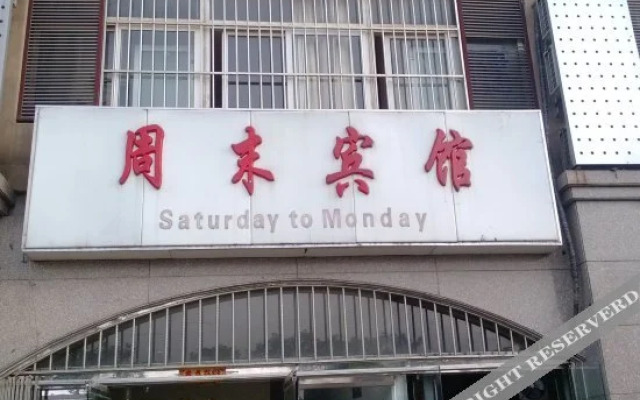 周末宾馆
Saturday to Monday
RIGHT RESERVERD